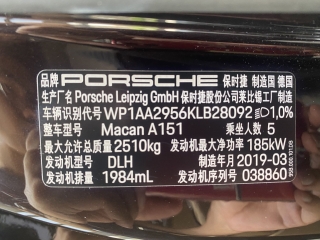 品牌 PORSCHE 保时捷 制造国 德国
生产厂名 Porsche Leipzig GmbH 保时捷股份公司莱比锡工厂制造
车辆识别代号 WP1AA2956KLB28092 1,0%
整车型号 Macan A151 乘坐人数 5
最大允许总质量 2510kg 发动机最大净功率 185kW
发动机型号 DLH 制造年月 2019-03
发动机排量 1984mL 发动机序列号 038860